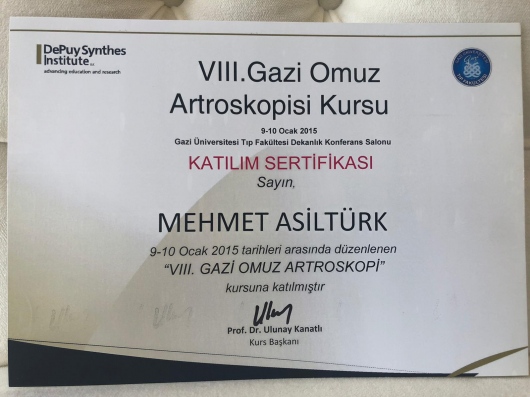 DePuy Synthes
Institute
advancing education and research
VIII.Gazi Omuz
Artroskopisi Kursu
9-10 Ocak 2015
Gazi Üniversitesi Tıp Fakültesi Dekanlık Konferans Salonu
KATILIM SERTİFİKASI
Sayın,
MEHMET ASİLTÜRK
9-10 Ocak 2015 tarihleri arasında düzenlenen
“VIII. GAZİ OMUZ ARTROSKOPİ”
kursuna katılmıştır
Prof. Dr. Ulunay Kanatlı
Kurs Başkanı